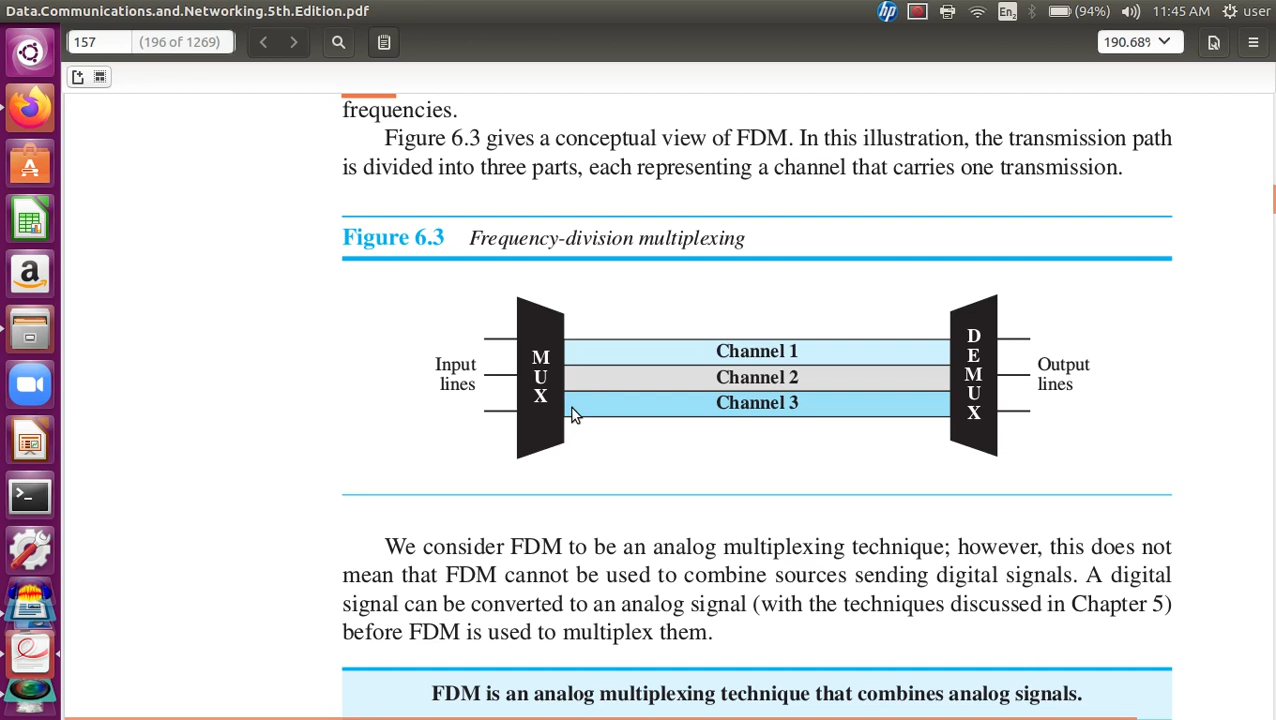 Data.Communications.and.Networking.5th.Edition.pdf
hp
En2
(94%)
11:45 AM
user
157
(196 of 1269)
190.68%
frequencies.
Figure 6.3 gives a conceptual view of FDM. In this illustration, the transmission path
is divided into three parts, each representing a channel that carries one transmission.
Figure 6.3 Frequency-division multiplexing
Input
lines
MUX
Channel 1
Channel 2
Channel 3
DEMUX
Output
lines
We consider FDM to be an analog multiplexing technique; however, this does not
mean that FDM cannot be used to combine sources sending digital signals. A digital
signal can be converted to an analog signal (with the techniques discussed in Chapter 5)
before FDM is used to multiplex them.
FDM is an analog multiplexing technique that combines analog signals.